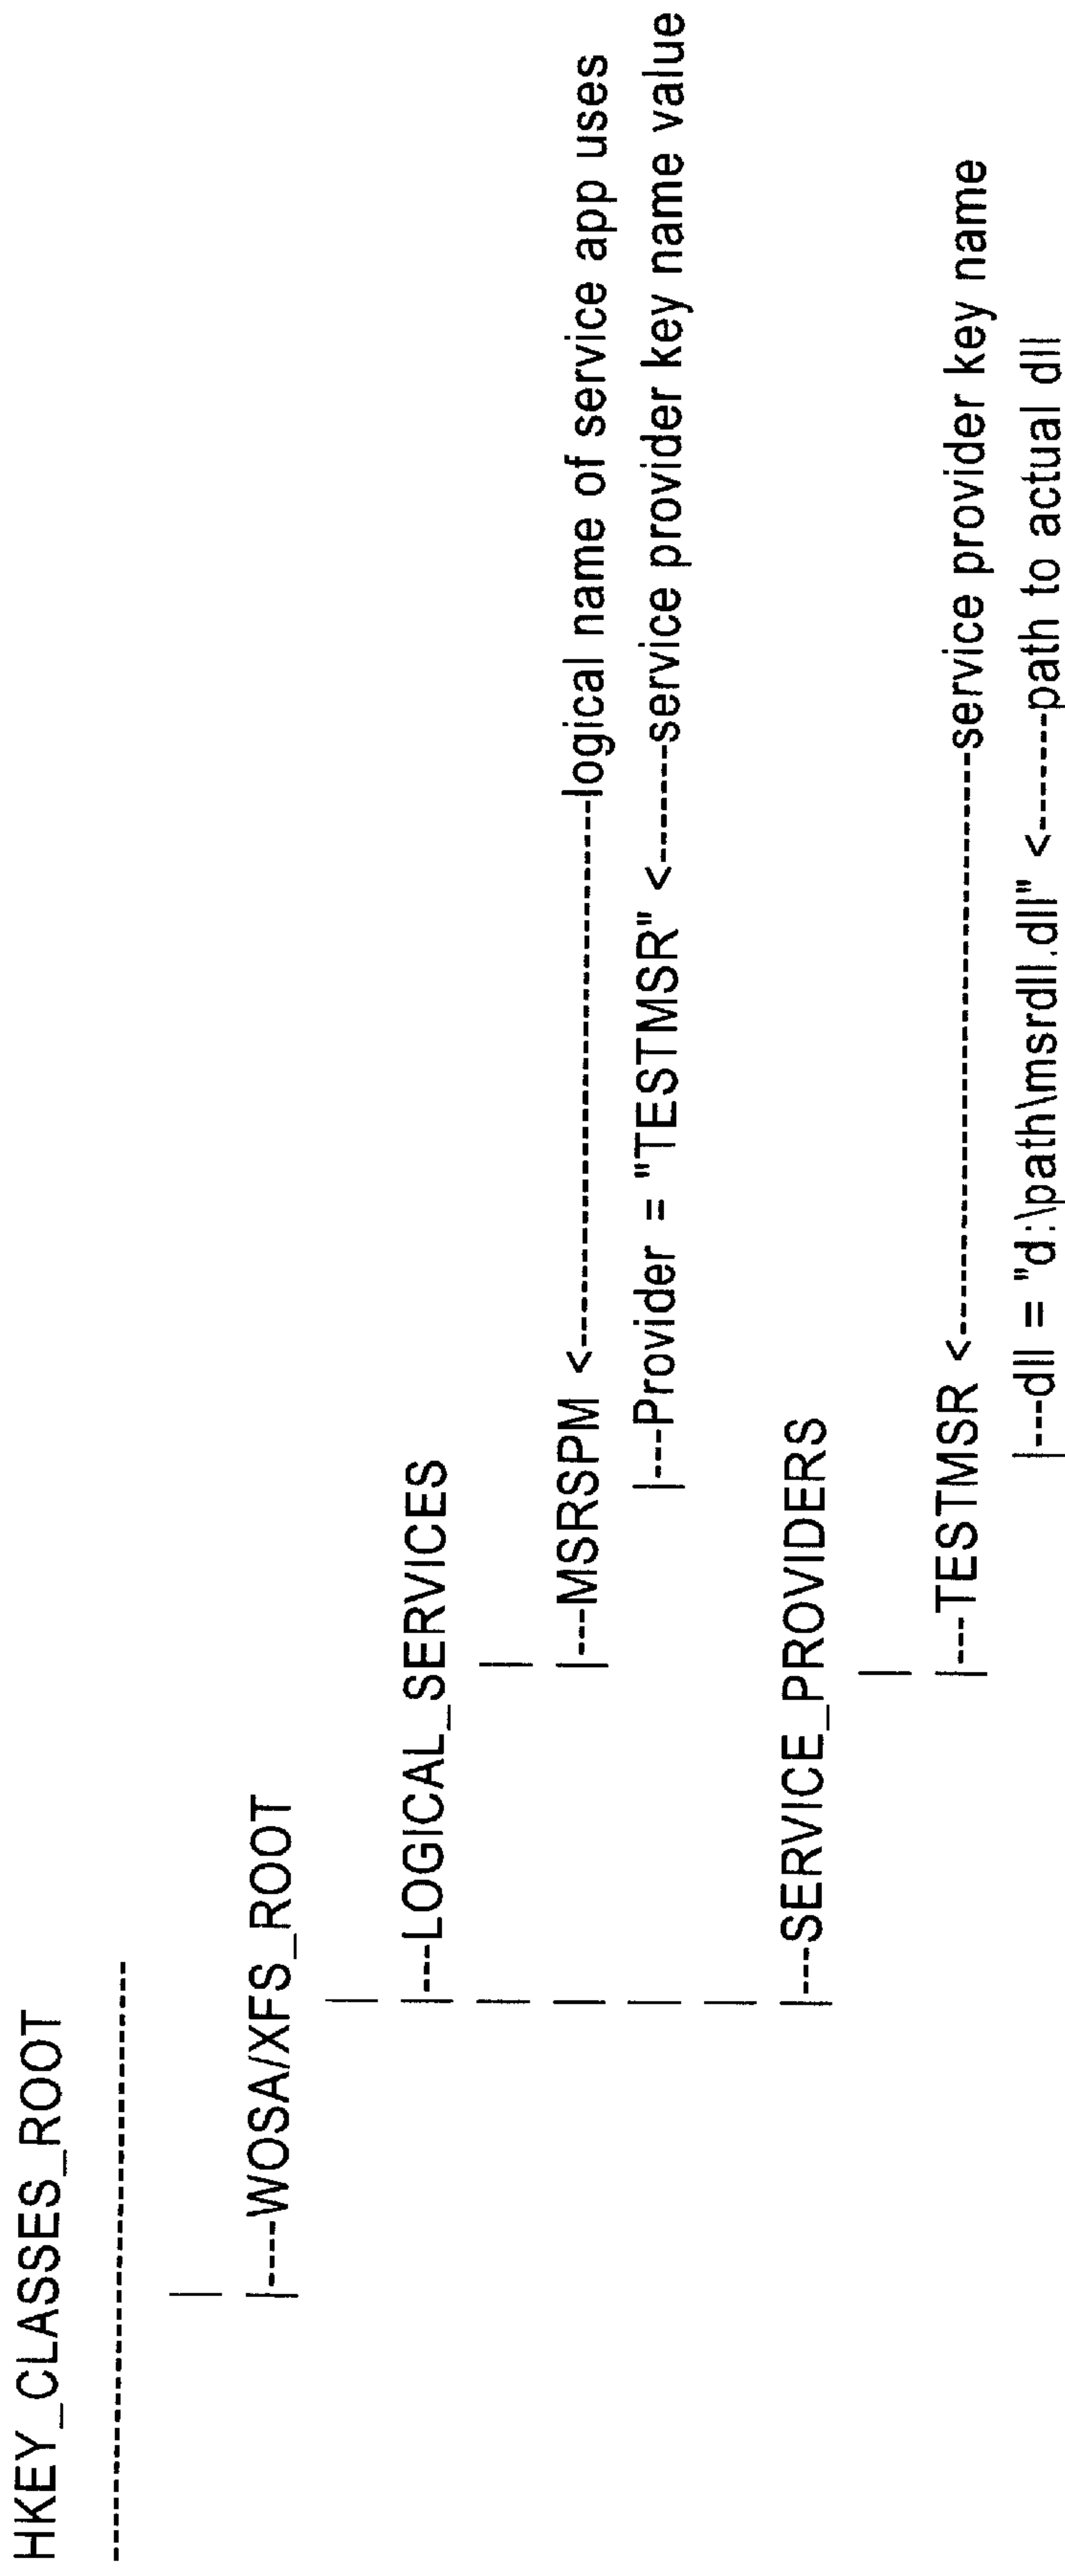 HKEY_CLASSES_ROOT
---------------------------
|
|----WOSA/XFS_ROOT
|
|---LOGICAL_SERVICES
| |
| |---MSRSPM <---------------------------logical name of service app uses
| |---Provider = "TESTMSR" <------service provider key name value
|
|---SERVICE_PROVIDERS
|
|---TESTMSR <---------------------------service provider key name
|---dll = "d:\path\msrdll.dll" <-------path to actual dll